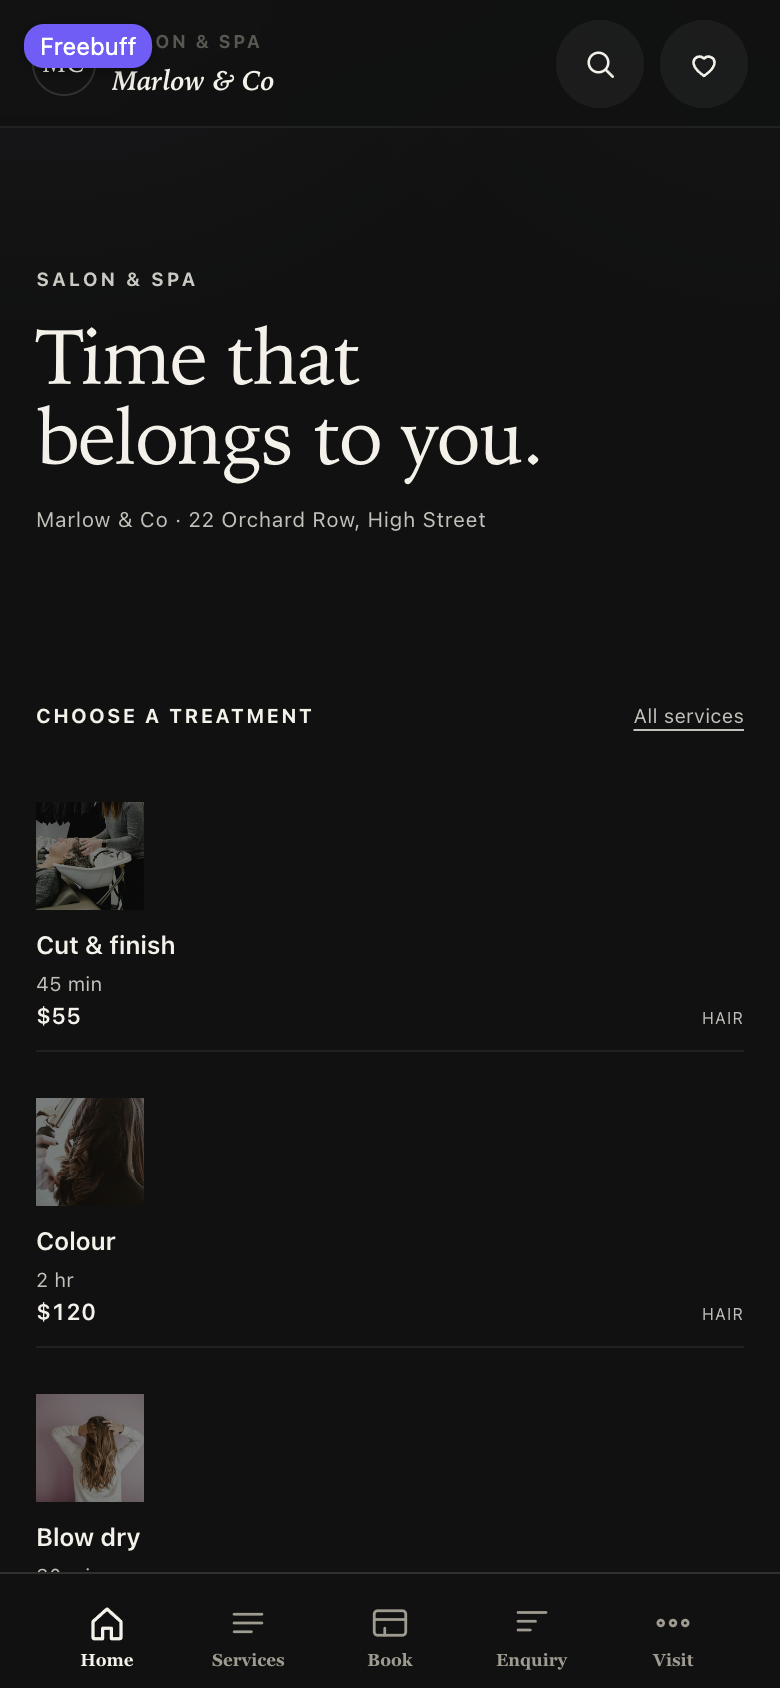 Freebuff
ON & SPA
Marlow & Co
SALON & SPA
Time that
belongs to you.
Marlow & Co · 22 Orchard Row, High Street
CHOOSE A TREATMENT
All services
Cut & finish
45 min
$55
HAIR
Colour
2 hr
$120
HAIR
Blow dry
Home
Services
Book
Enquiry
Visit